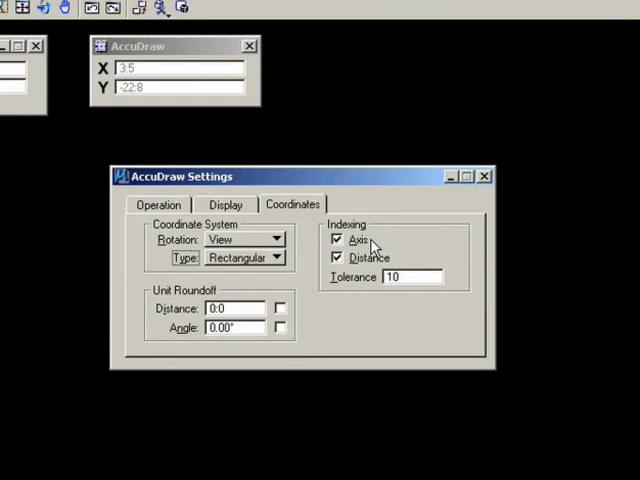 AccuDraw
X 3:5
Y -22:8
AccuDraw Settings
Operation Display Coordinates
Coordinate System
Rotation: View
Type: Rectangular
Indexing
Axis
Distance
Tolerance 10
Unit Roundoff
Distance: 0:0
Angle: 0.00°